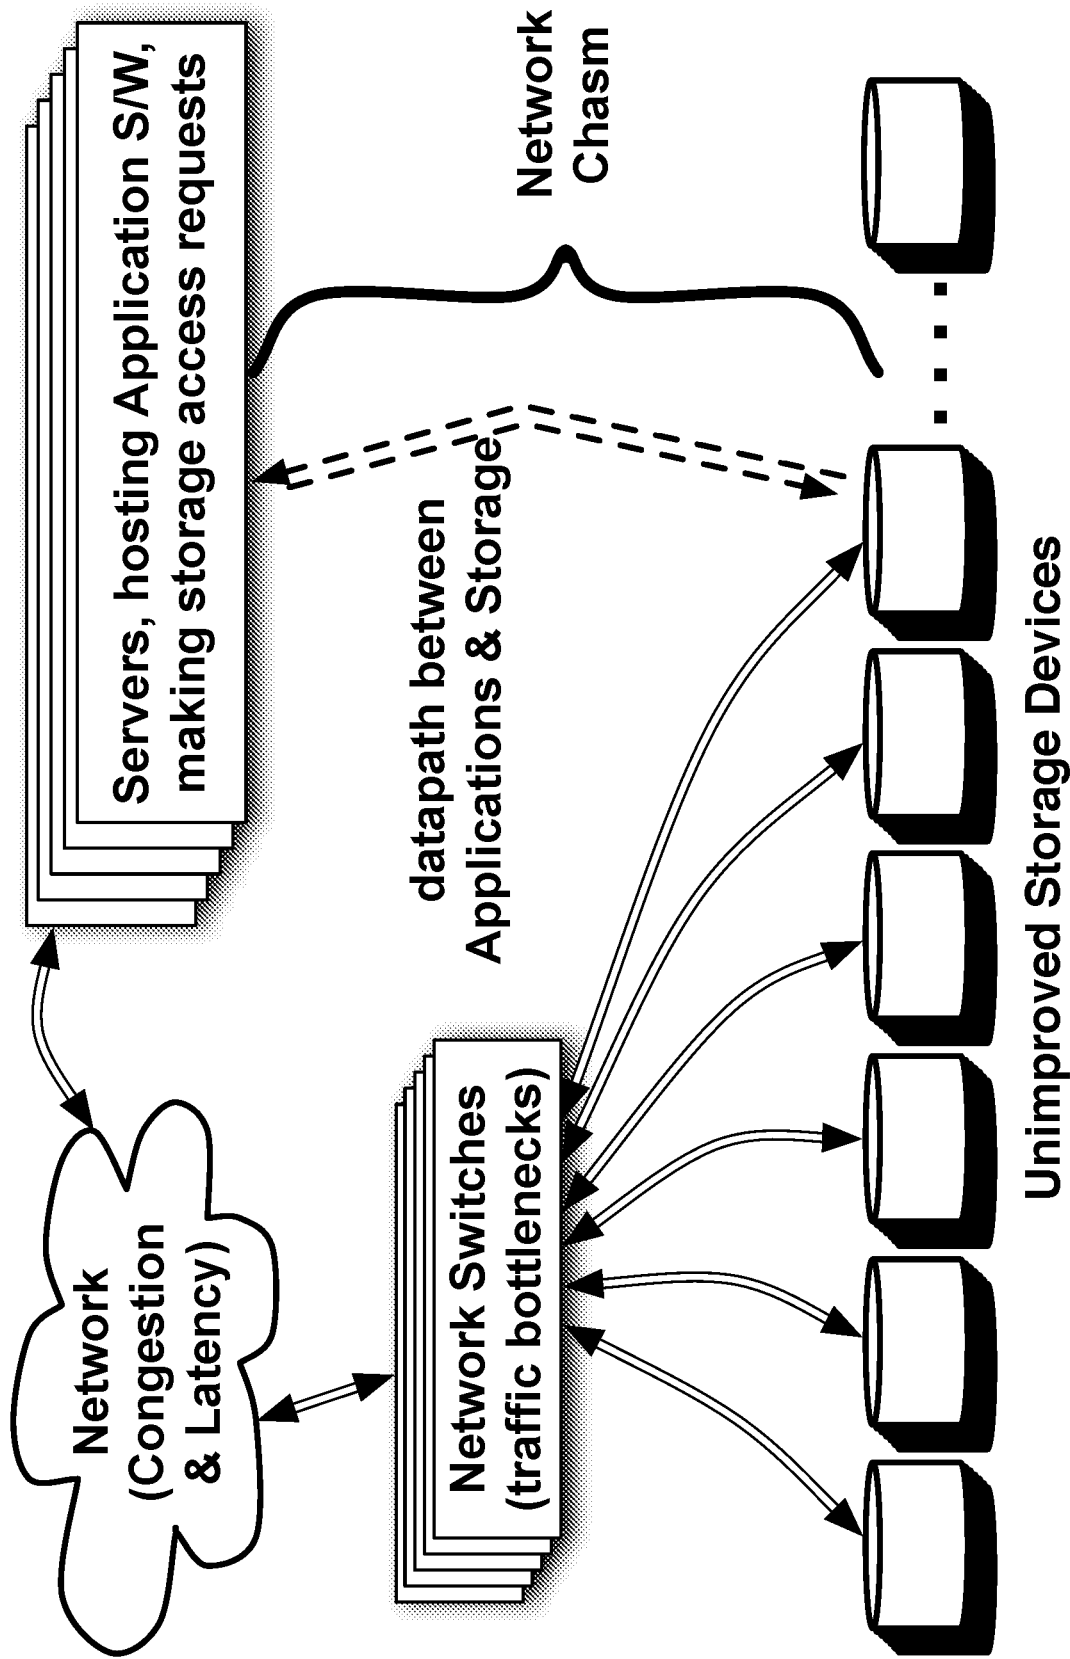 Servers, hosting Application S/W,
making storage access requests
Network
(Congestion
& Latency)
Network
Chasm
datapath between
Applications & Storage
Network Switches
(traffic bottlenecks)
Unimproved Storage Devices